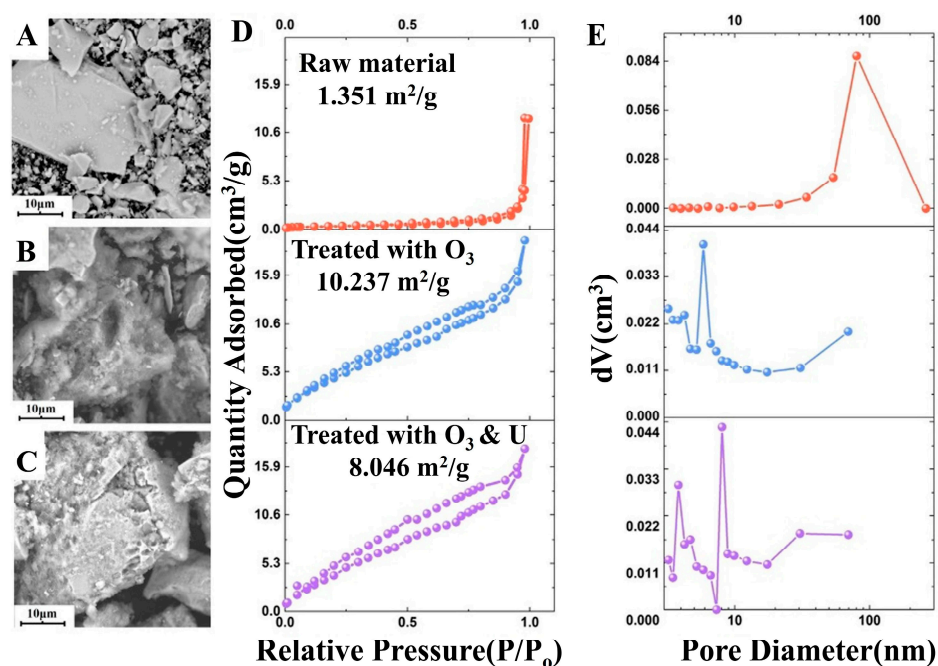 A
10μm
B
10μm
C
10μm
D
0.0 0.5 1.0
Raw material
1.351 m²/g
15.9
10.6
5.3
0.0
Treated with O₃
10.237 m²/g
15.9
10.6
5.3
0.0
Treated with O₃ & U
8.046 m²/g
15.9
10.6
5.3
0.0
0.0 0.5 1.0
Quantity Adsorbed(cm³/g)
Relative Pressure(P/P₀)
E
10 100
0.084
0.056
0.028
0.000
0.044
0.033
0.022
0.011
0.000
0.044
0.033
0.022
0.011
0.000
10 100
dV(cm³)
Pore Diameter(nm)